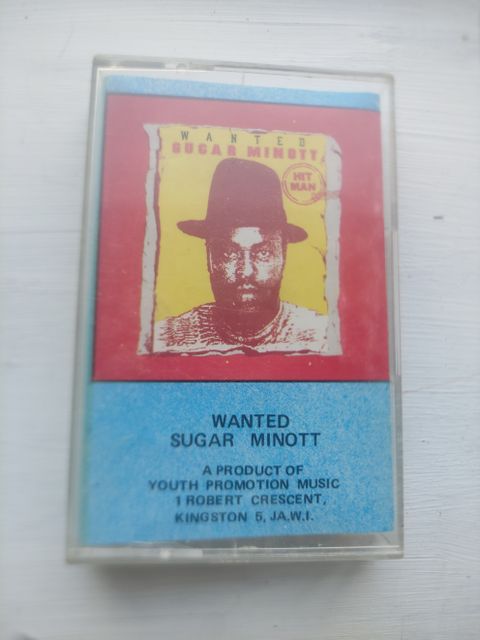 WANTED
SUGAR MINOTT
HIT
MAN
WANTED
SUGAR MINOTT
A PRODUCT OF
YOUTH PROMOTION MUSIC
1 ROBERT CRESCENT,
KINGSTON 5, JA.W.I.